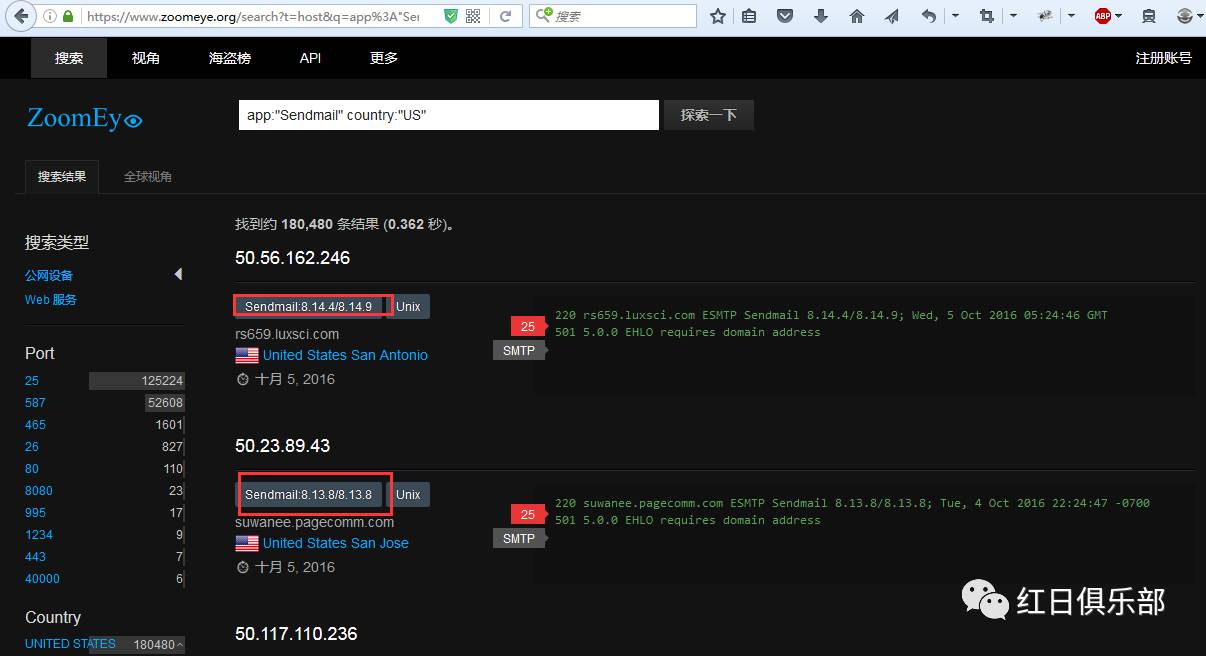 https://www.zoomeye.org/search?t=host&q=app%3A"Ser
搜索
ABP
搜索 视角 海盗榜 API 更多 注册账号
ZoomEye
app:"Sendmail" country:"US"
探索一下
搜索结果 全球视角
找到约 180,480 条结果 (0.362 秒)。
搜索类型
公网设备
Web 服务
Port
25 125224
587 52608
465 1601
26 827
80 110
8080 23
995 17
1234 9
443 7
40000 6
Country
UNITED STATES 180480
50.56.162.246
Sendmail:8.14.4/8.14.9 Unix
rs659.luxsci.com
United States San Antonio
十月 5, 2016
25
SMTP
220 rs659.luxsci.com ESMTP Sendmail 8.14.4/8.14.9; Wed, 5 Oct 2016 05:24:46 GMT
501 5.0.0 EHLO requires domain address
50.23.89.43
Sendmail:8.13.8/8.13.8 Unix
suwanee.pagecomm.com
United States San Jose
十月 5, 2016
25
SMTP
220 suwanee.pagecomm.com ESMTP Sendmail 8.13.8/8.13.8; Tue, 4 Oct 2016 22:24:47 -0700
501 5.0.0 EHLO requires domain address
50.117.110.236
红日俱乐部